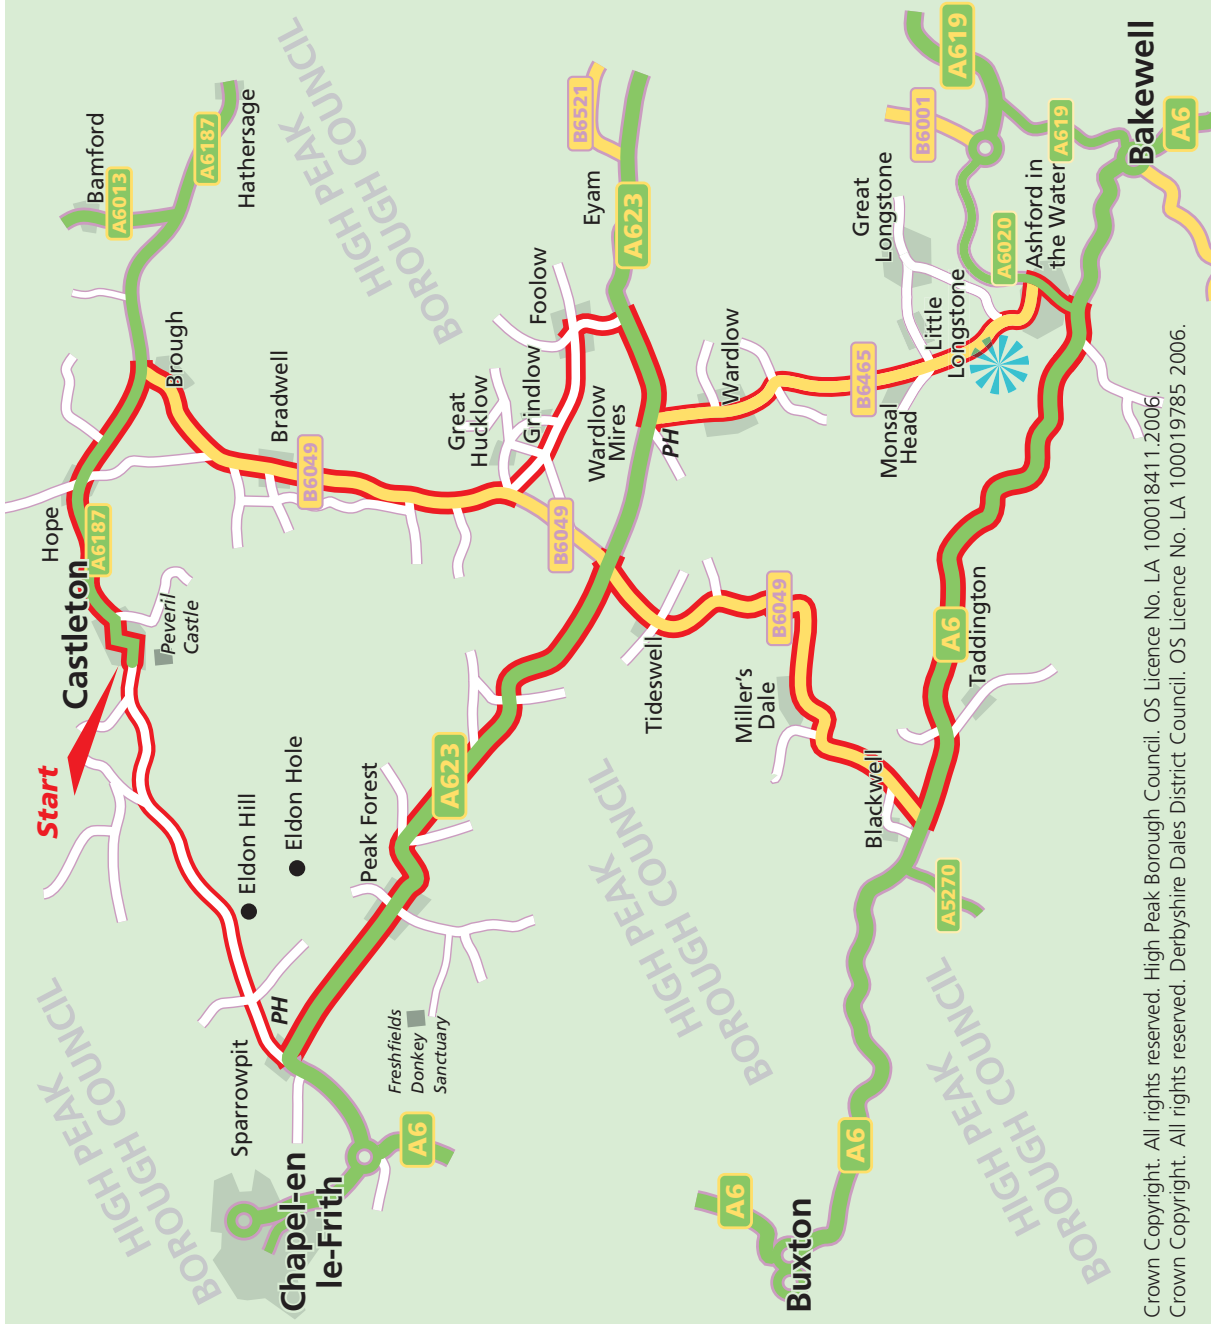 HIGH PEAK
BOROUGH COUNCIL
HIGH PEAK
BOROUGH COUNCIL
HIGH PEAK
BOROUGH COUNCIL
HIGH PEAK
BOROUGH COUNCIL
Start
Castleton
Hope
A6187
Peveril
Castle
Bamford
A6013
A6187
Hathersage
Brough
Bradwell
B6049
Eldon Hill
Eldon Hole
Sparrowpit
PH
Chapel-en
le-Frith
A6
Freshfields
Donkey
Sanctuary
Peak Forest
A623
Great
Hucklow
Grindlow
Foolow
B6049
Wardlow
Mires
PH
Eyam
B6521
A623
Wardlow
B6465
Tideswell
B6049
Miller's
Dale
Blackwell
Monsal
Head
Little
Longstone
Great
Longstone
B6001
A619
A619
A6020
Ashford in
the Water
Bakewell
A6
Taddington
A6
A5270
A6
A6
Buxton
Crown Copyright. All rights reserved. High Peak Borough Council. OS Licence No. LA 100018411.2006.
Crown Copyright. All rights reserved. Derbyshire Dales District Council. OS Licence No. LA 100019785 2006.